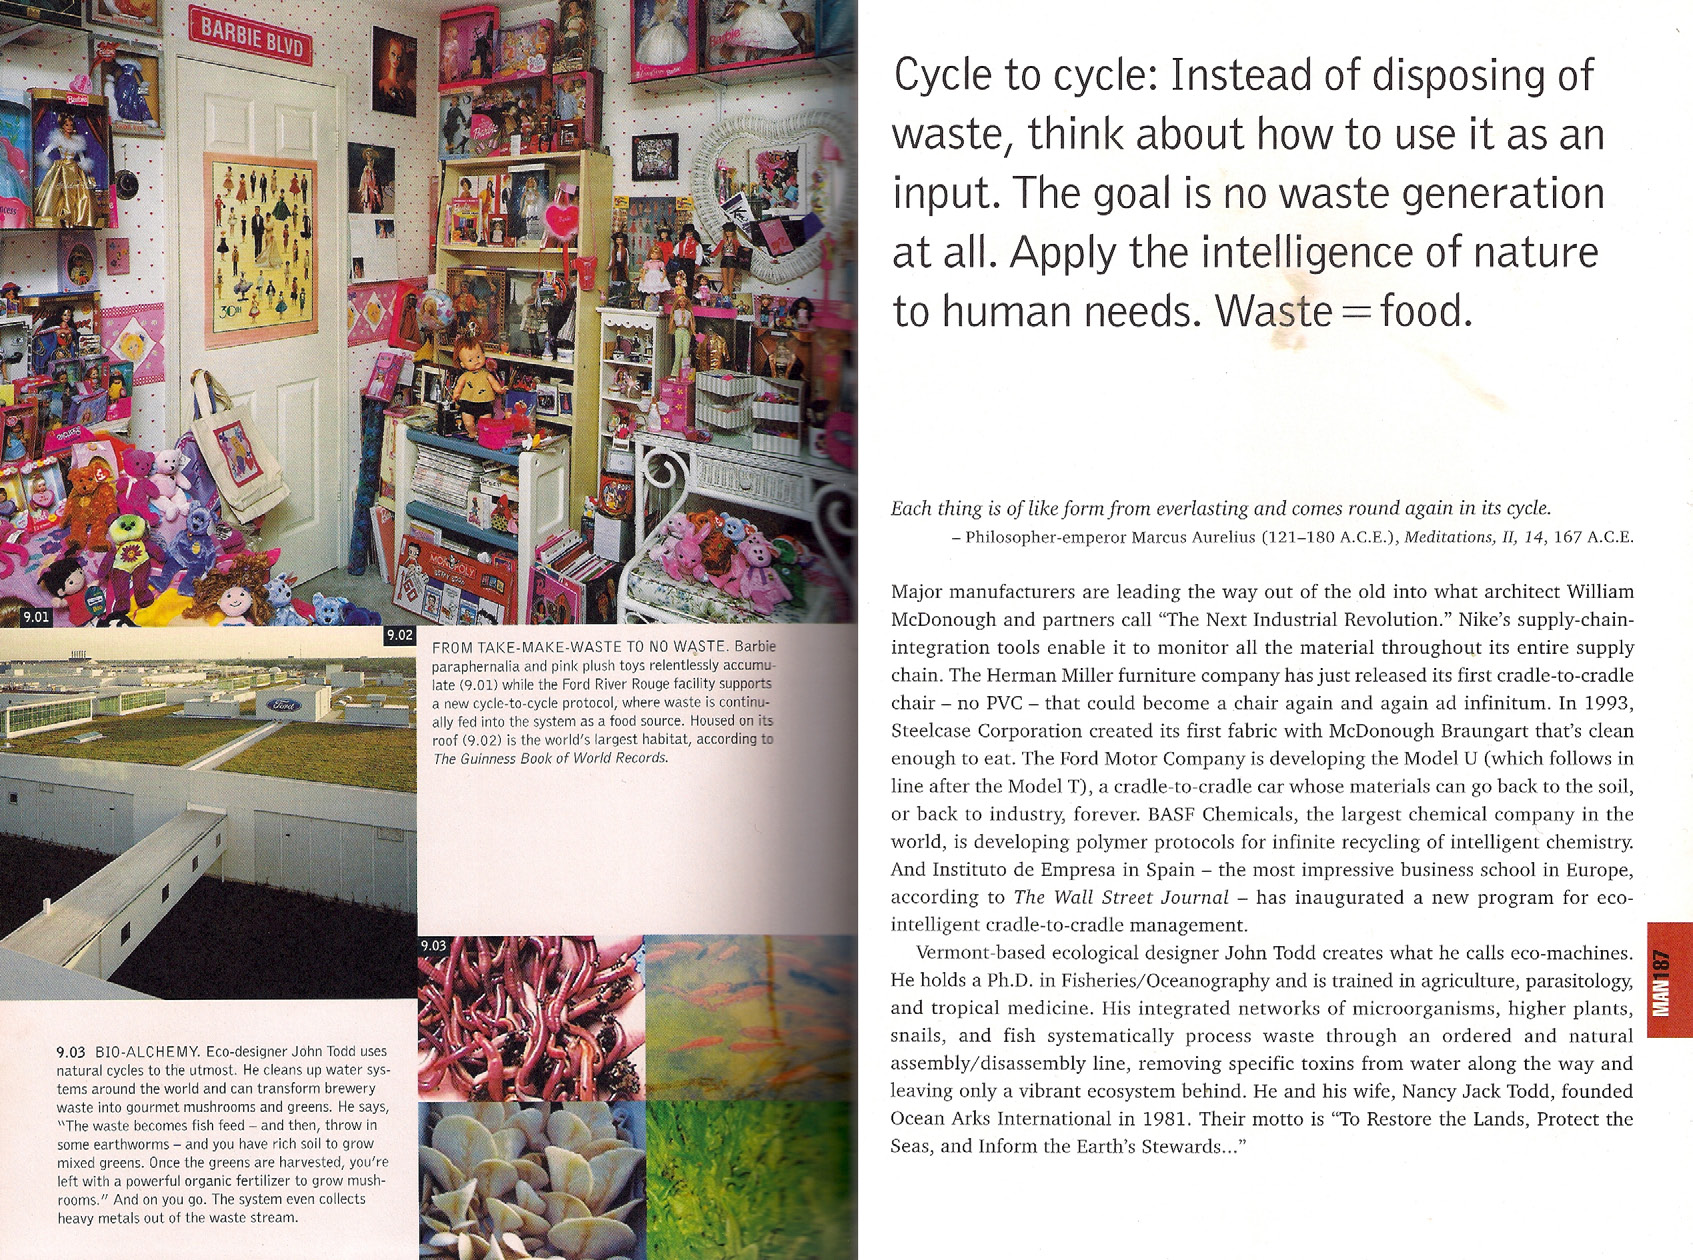 BARBIE BLVD
Barbie
30TH
MONOPOLY
9.01
9.02
Ford
FROM TAKE-MAKE-WASTE TO NO WASTE. Barbie
paraphernalia and pink plush toys relentlessly accumu-
late (9.01) while the Ford River Rouge facility supports
a new cycle-to-cycle protocol, where waste is continu-
ally fed into the system as a food source. Housed on its
roof (9.02) is the world's largest habitat, according to
The Guinness Book of World Records.
9.03
9.03 BIO-ALCHEMY. Eco-designer John Todd uses
natural cycles to the utmost. He cleans up water sys-
tems around the world and can transform brewery
waste into gourmet mushrooms and greens. He says,
"The waste becomes fish feed – and then, throw in
some earthworms – and you have rich soil to grow
mixed greens. Once the greens are harvested, you're
left with a powerful organic fertilizer to grow mush-
rooms." And on you go. The system even collects
heavy metals out of the waste stream.
Cycle to cycle: Instead of disposing of
waste, think about how to use it as an
input. The goal is no waste generation
at all. Apply the intelligence of nature
to human needs. Waste = food.
Each thing is of like form from everlasting and comes round again in its cycle.
– Philosopher-emperor Marcus Aurelius (121–180 A.C.E.), Meditations, II, 14, 167 A.C.E.
Major manufacturers are leading the way out of the old into what architect William
McDonough and partners call “The Next Industrial Revolution.” Nike’s supply-chain-
integration tools enable it to monitor all the material throughout its entire supply
chain. The Herman Miller furniture company has just released its first cradle-to-cradle
chair – no PVC – that could become a chair again and again ad infinitum. In 1993,
Steelcase Corporation created its first fabric with McDonough Braungart that’s clean
enough to eat. The Ford Motor Company is developing the Model U (which follows in
line after the Model T), a cradle-to-cradle car whose materials can go back to the soil,
or back to industry, forever. BASF Chemicals, the largest chemical company in the
world, is developing polymer protocols for infinite recycling of intelligent chemistry.
And Instituto de Empresa in Spain – the most impressive business school in Europe,
according to The Wall Street Journal – has inaugurated a new program for eco-
intelligent cradle-to-cradle management.
Vermont-based ecological designer John Todd creates what he calls eco-machines.
He holds a Ph.D. in Fisheries/Oceanography and is trained in agriculture, parasitology,
and tropical medicine. His integrated networks of microorganisms, higher plants,
snails, and fish systematically process waste through an ordered and natural
assembly/disassembly line, removing specific toxins from water along the way and
leaving only a vibrant ecosystem behind. He and his wife, Nancy Jack Todd, founded
Ocean Arks International in 1981. Their motto is “To Restore the Lands, Protect the
Seas, and Inform the Earth’s Stewards...”
MAN187